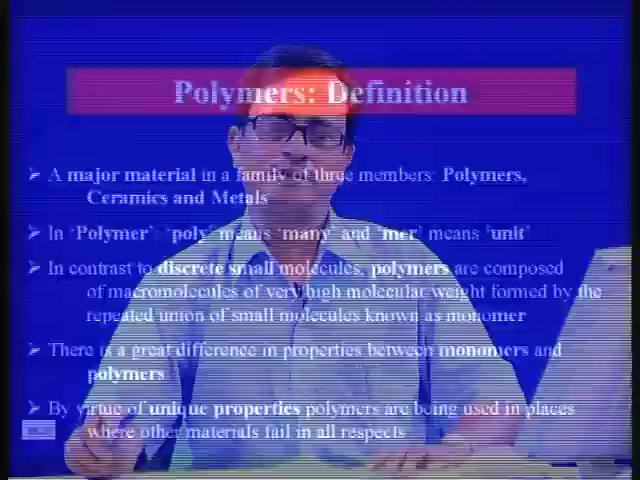 Polymers: Definition
➢ A major material in a family of three members: Polymers,
Ceramics and Metals
➢ In 'Polymer': 'poly' means 'many' and 'mer' means 'unit'
➢ In contrast to discrete small molecules, polymers are composed
of macromolecules of very high molecular weight formed by the
repeated union of small molecules known as monomer
➢ There is a great difference in properties between monomers and
polymers
➢ By virtue of unique properties polymers are being used in places
where other materials fail in all respects